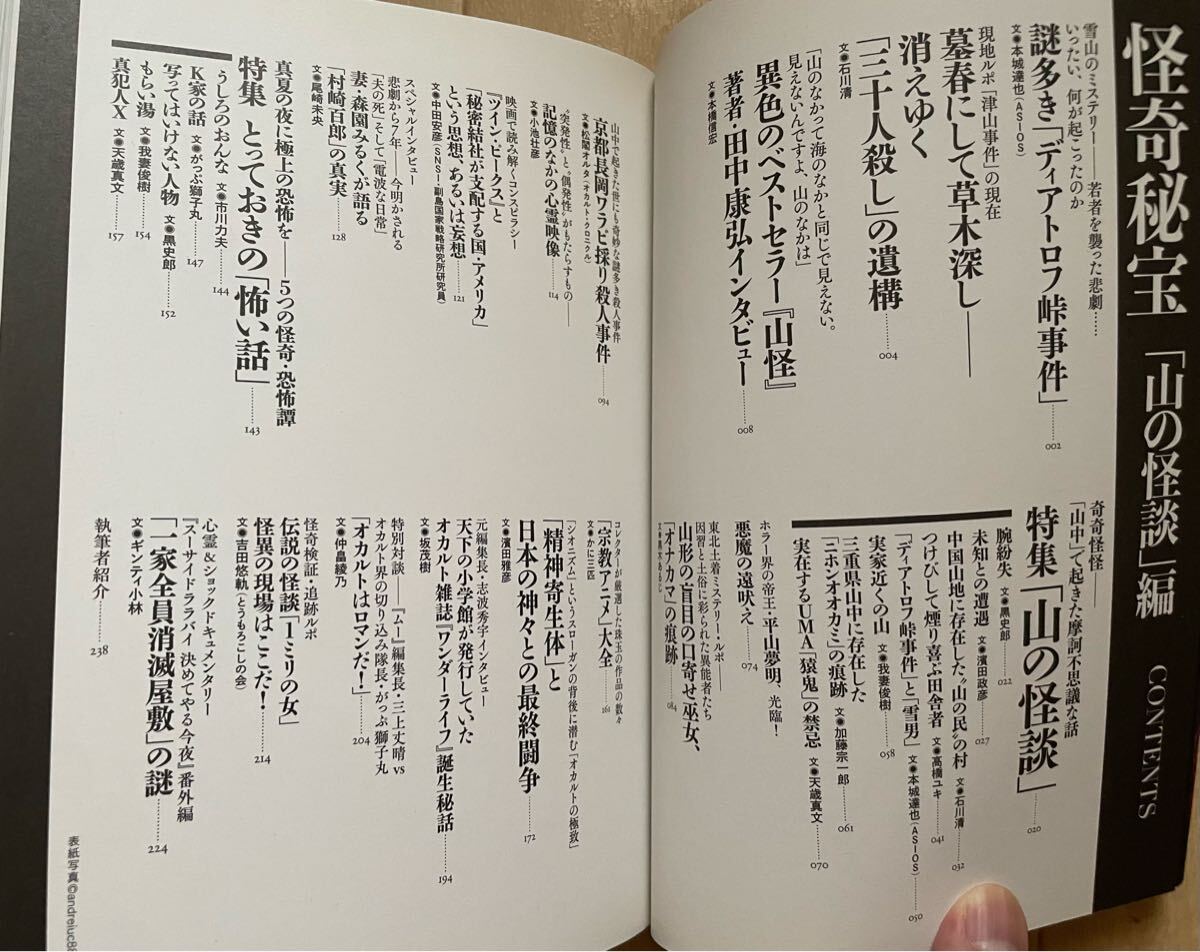 怪奇秘宝 「山の怪談」編 CONTENTS
雪山のミステリー――若者を襲った悲劇……
いったい、何が起こったのか
謎多き「ディアトロフ峠事件」……002
文●本城達也(ASIOS)
現地ルポ「津山事件」の現在
墓春にして草木深し――
消えゆく
「三十人殺し」の遺構……004
文●石川清
「山のなかって海のなかと同じで見えない。
見えないんですよ、山のなかは」
異色のベストセラー『山怪』
著者・田中康弘インタビュー……008
文●本橋信宏
奇奇怪怪――
「山中」で起きた摩訶不思議な話
特集「山の怪談」……020
腕紛失 文●黒史郎……022
未知との遭遇 文●濱田政彦……027
中国山地に存在した“山の民”の村 文●石川清……032
つけびして煙り喜ぶ田舎者 文●高橋ユキ……041
「ディアトロフ峠事件」と「雪男」 文●本城達也(ASIOS)……050
実家近くの山 文●我妻俊樹……058
三重県山中に存在した
「ニホンオオカミ」の痕跡 文●加藤宗一郎……061
実在するUMA「猿鬼」の禁忌 文●天歳真文……070
ホラー界の帝王・平山夢明、光臨!
悪魔の遠吠え……074
東北土着ミステリー・ルポ――
因習と土俗に彩られた異能者たち
山形の盲目の口寄せ巫女、
「オナカマ」の痕跡……084
山中で起きた世にも奇妙な謎多き殺人事件
京都長岡ワラビ採り殺人事件……094
文●松閣オルタ(オカルト・クロニクル)
“突発性”と“偶発性”がもたらすもの――
記憶のなかの心霊映像……114
文●小池壮彦
映画で読み解くコンスピラシー
『ツイン・ピークス』と
「秘密結社が支配する国・アメリカ」
という思想、あるいは妄想……121
文●中田安彦(SNSI・副島国家戦略研究所研究員)
スペシャルインタビュー
悲劇から7年――今明かされる
「夫の死」そして「電波な日常」
妻・森園みるくが語る
「村崎百郎」の真実……128
文●尾崎未央
真夏の夜に極上の恐怖を――5つの怪奇・恐怖譚
特集 とっておきの「怖い話」……143
うしろのおんな 文●市川力夫……144
K家の話 文●がっぷ獅子丸……147
写ってはいけない人物 文●黒史郎……152
もらい湯 文●我妻俊樹……154
真犯人X 文●天歳真文……157
コレクターが厳選した珠玉の作品の数々
「宗教アニメ」大全……161
文●かに三匹
「シオニズム」というスローガンの背後に潜む「オカルトの極致」
「精神寄生体」と
日本の神々との最終闘争……172
文●濱田雅彦
元編集長・志波秀宇インタビュー
天下の小学館が発行していた
オカルト雑誌『ワンダーライフ』誕生秘話……194
文●坂茂樹
特別対談――『ムー』編集長・三上丈晴vs
オカルト界の切り込み隊長・がっぷ獅子丸
「オカルトはロマンだ!」……204
文●仲畠綾乃
怪奇検証・追跡ルポ
伝説の怪談「1ミリの女」
怪異の現場はここだ!……214
文●吉田悠軌(とうもろこしの会)
心霊&ショックドキュメンタリー
『スーサイドララバイ 決めてやる今夜』番外編
「一家全員消滅屋敷」の謎……224
文●ギンティ小林
執筆者紹介……238
表紙写真©andreiuc88